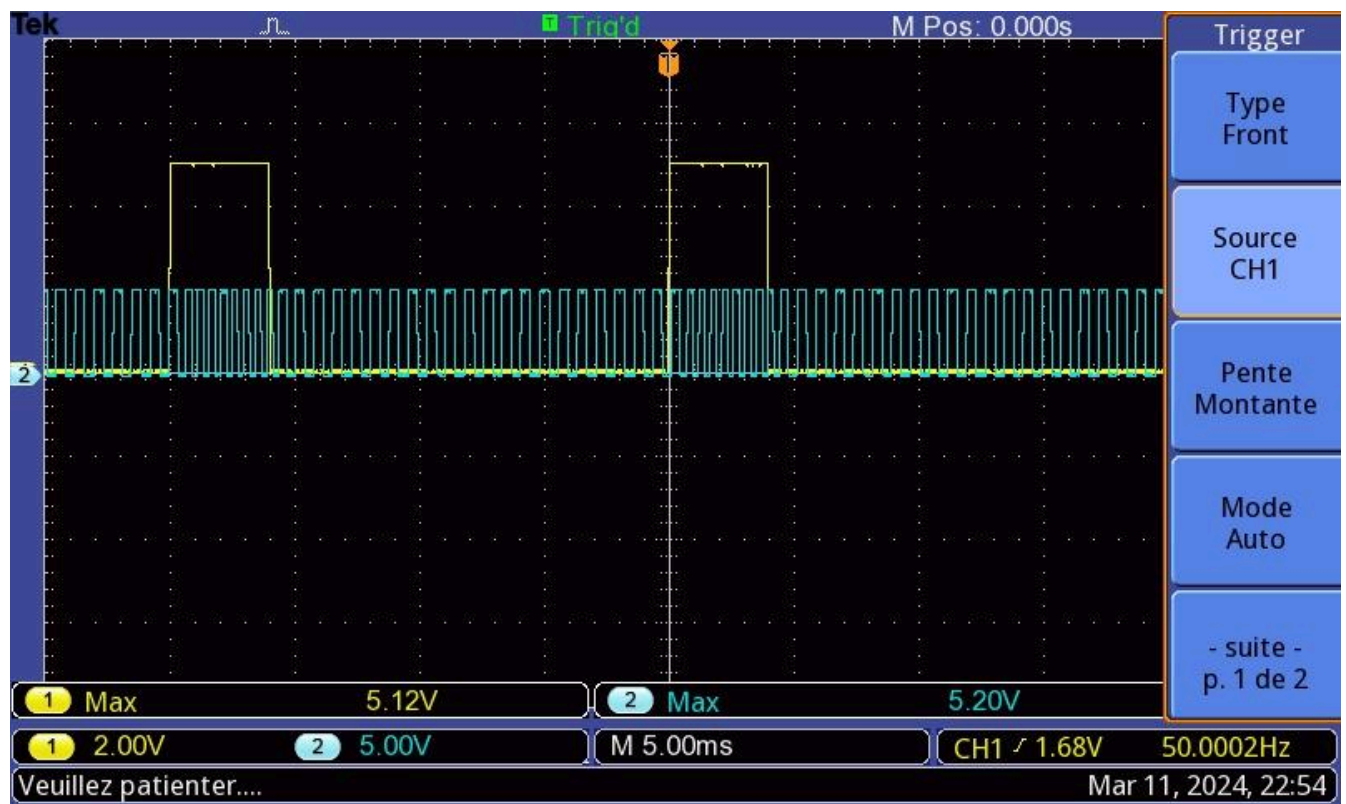 Tek
T Trig'd
M Pos: 0.000s
T
2
1 Max 5.12V
2 Max 5.20V
1 2.00V
2 5.00V
M 5.00ms
CH1 1.68V
50.0002Hz
Veuillez patienter....
Mar 11, 2024, 22:54
Trigger
Type
Front
Source
CH1
Pente
Montante
Mode
Auto
- suite -
p. 1 de 2